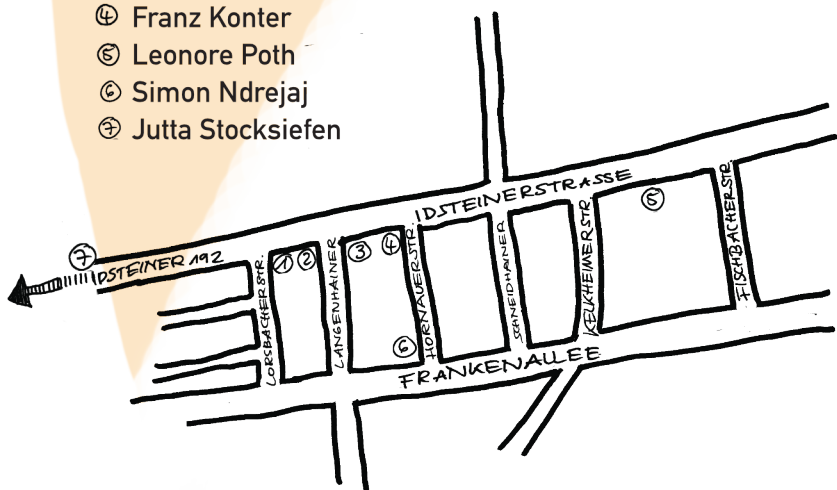 ④ Franz Konter
⑤ Leonore Poth
⑥ Simon Ndrejaj
⑦ Jutta Stocksiefen
IDSTEINERSTRASSE
⑦
IDSTEINER 192
① ② ③ ④ ⑤
LORSBACHERSTR.
LANGENHAINER
HORNAUERSTR.
SCHNEIDHAINER
KELKHEIMERSTR.
FISCHBACHERSTR.
⑥
FRANKENALLEE